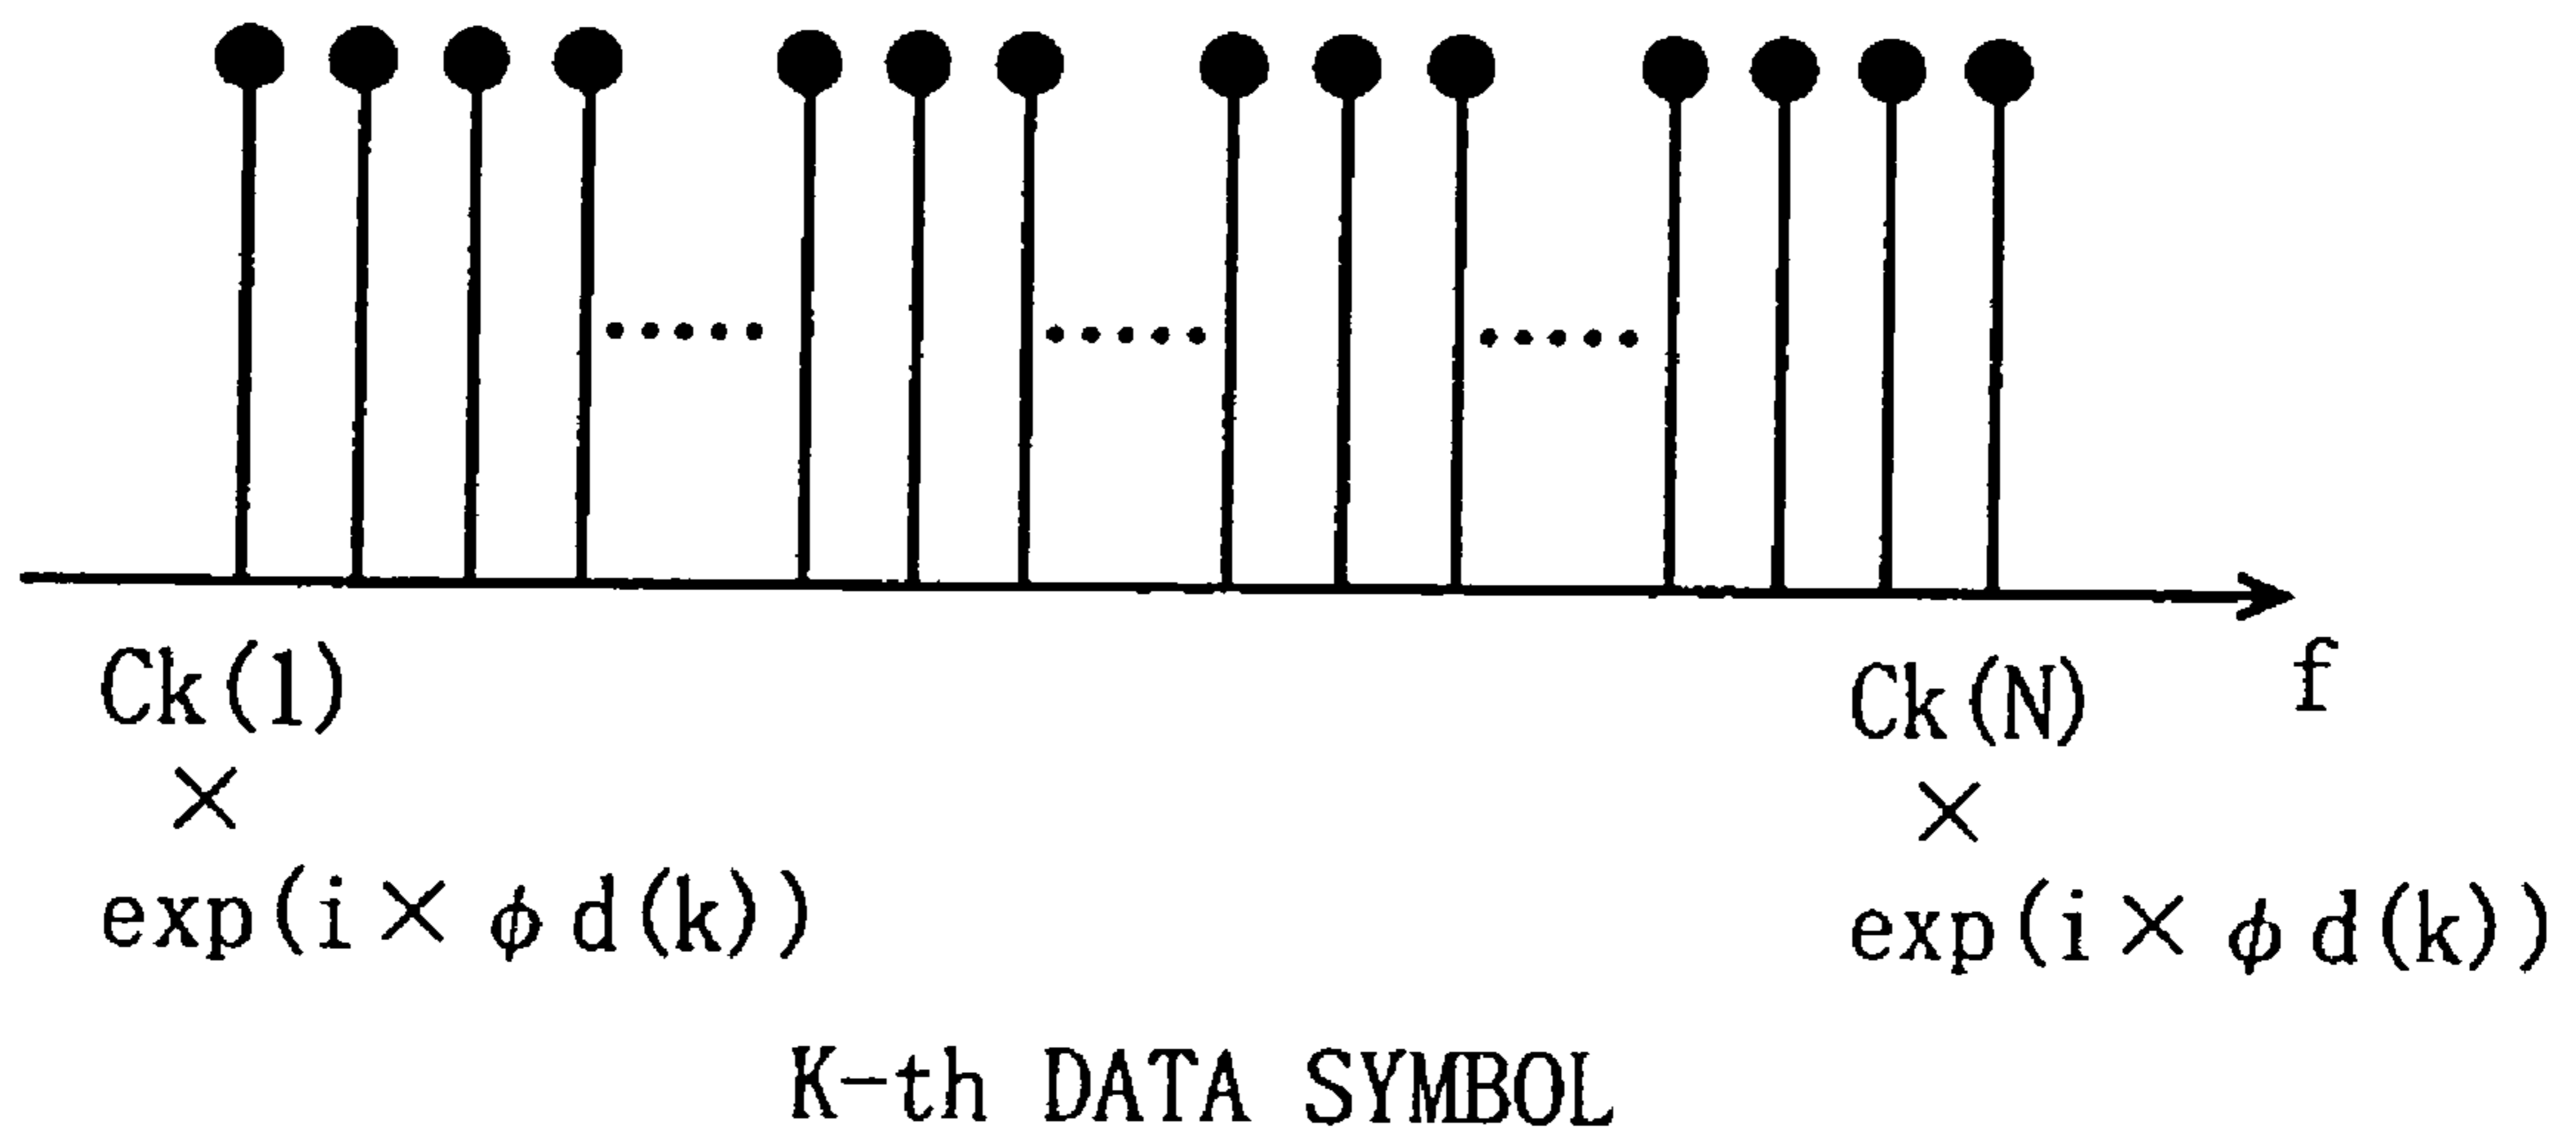 Ck(1)
×
exp(i×φd(k))
Ck(N)
×
exp(i×φd(k))
f
K-th DATA SYMBOL